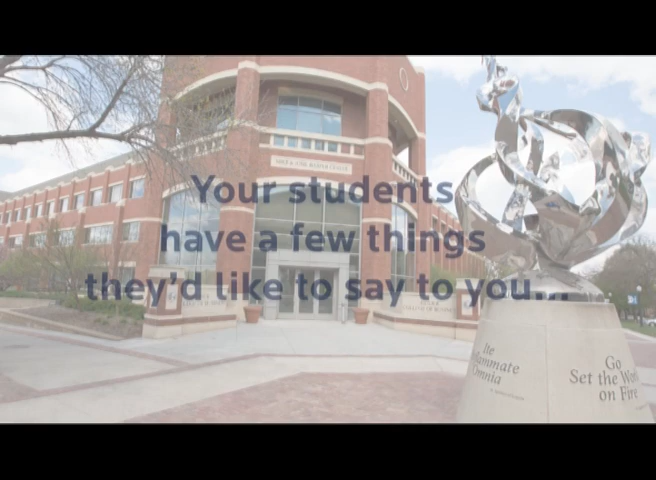 Your students
have a few things
they'd like to say to you...
Ite
Inflammate
Omnia
Go
Set the World
on Fire